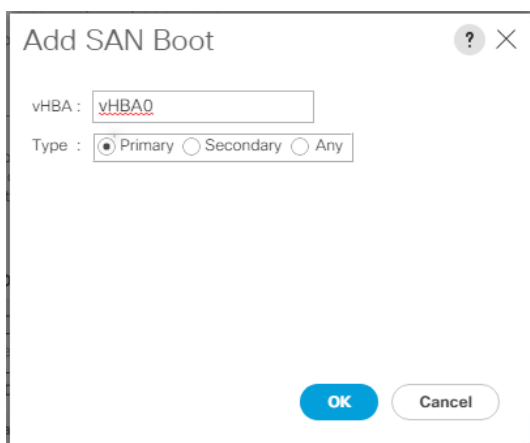 Add SAN Boot ?
vHBA : vHBA0
Type : Primary Secondary Any
OK Cancel